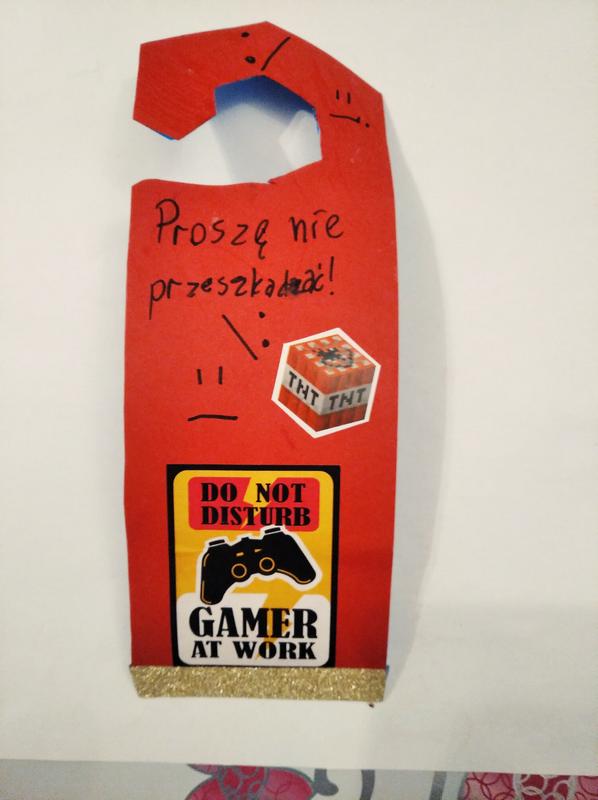 Proszę nie
przeszkadzać!
TNT TNT
DO NOT
DISTURB
GAMER
AT WORK